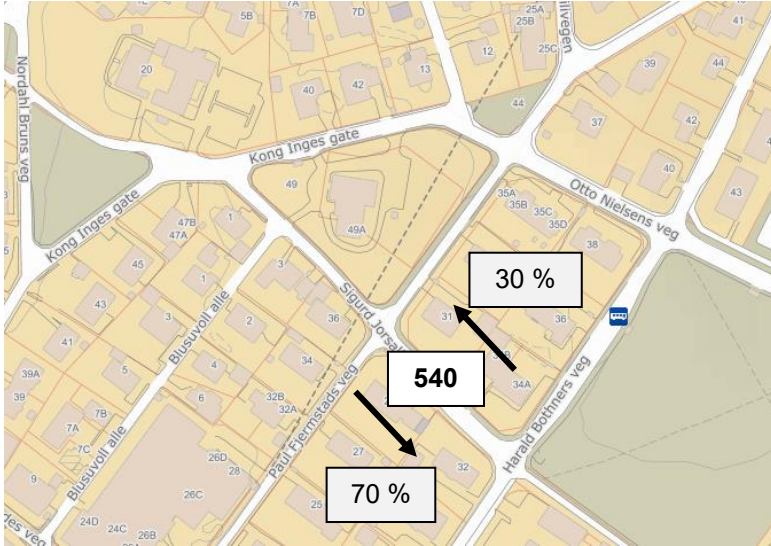 7A
7B
7D
5B
25A
25B
25C
41
20
40
42
13
12
44
39
44
37
42
40
43
Nordahl Bruns veg
Kong Inges gate
Otto Nielsens veg
49
49A
35A
35B
35C
35D
38
47B
47A
1
Kong Inges gate
45
1
3
43
3
2
36
31
36
30 %
41
5
4
34
34A
540
39A
39
7B
7A
7C
6
32B
32A
Blusuvoll alle
Blusuvoll alle
Paul Fjermstads veg
Harald Bothners veg
27
32
70 %
9
26D
28
26C
25
24D
24C
26B